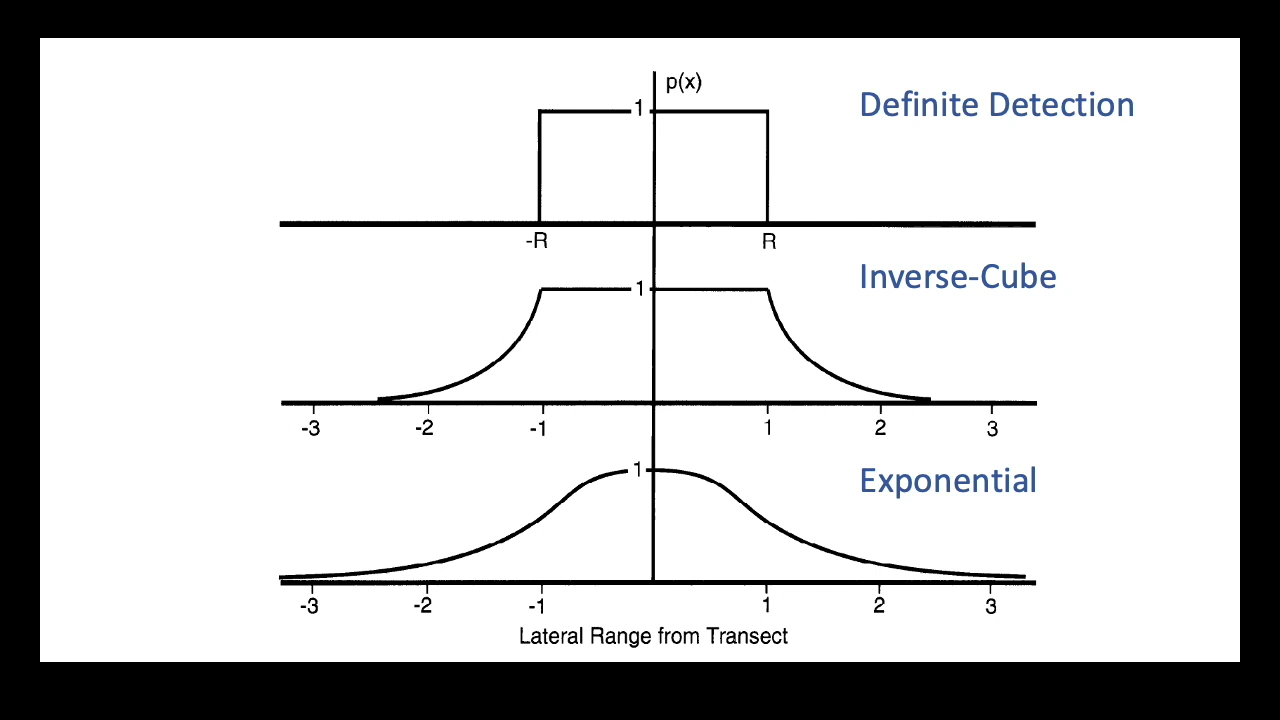 p(x)
1
Definite Detection
-R R
Inverse-Cube
1
-3 -2 -1 1 2 3
1
Exponential
-3 -2 -1 1 2 3
Lateral Range from Transect